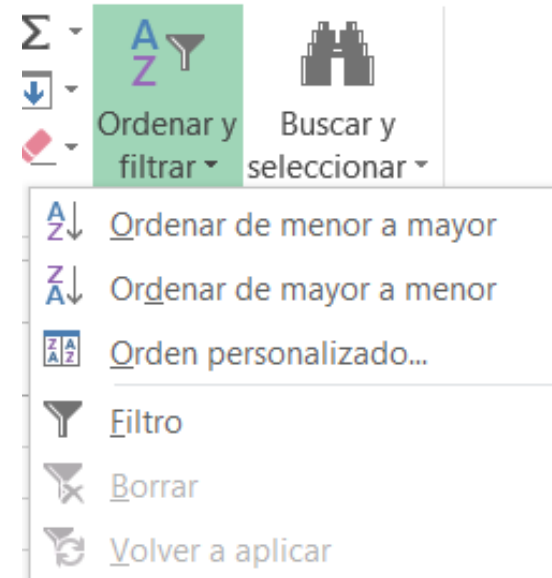 Ordenar y
filtrar
Buscar y
seleccionar
Ordenar de menor a mayor
Ordenar de mayor a menor
Orden personalizado...
Filtro
Borrar
Volver a aplicar